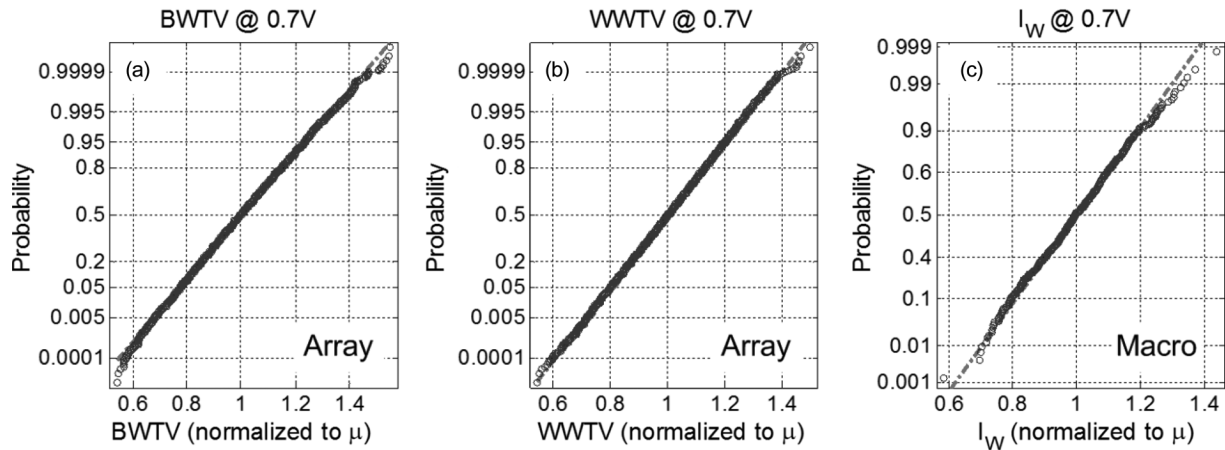 BWTV @ 0.7V
(a)
Probability
0.9999
0.995
0.95
0.8
0.5
0.2
0.05
0.005
0.0001
Array
0.6 0.8 1 1.2 1.4
BWTV (normalized to μ)
WWTV @ 0.7V
(b)
Probability
0.9999
0.995
0.95
0.8
0.5
0.2
0.05
0.005
0.0001
Array
0.6 0.8 1 1.2 1.4
WWTV (normalized to μ)
I_W @ 0.7V
(c)
Probability
0.999
0.99
0.9
0.6
0.5
0.4
0.1
0.01
0.001
Macro
0.6 0.8 1 1.2 1.4
I_W (normalized to μ)